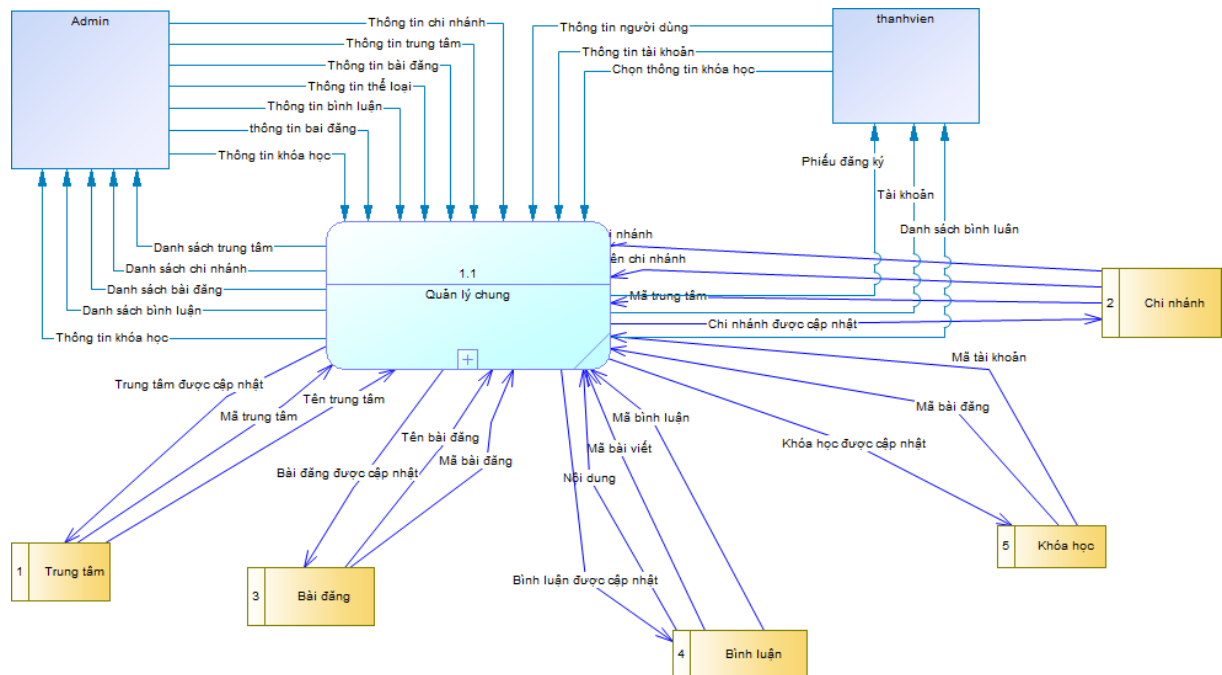 Admin
thanhvien
Thông tin chi nhánh
Thông tin trung tâm
Thông tin bài đăng
Thông tin thể loại
Thông tin bình luận
thông tin bai đăng
Thông tin khóa học
Thông tin người dùng
Thông tin tài khoản
Chọn thông tin khóa học
Phiếu đăng ký
Tài khoản
Danh sách bình luân
Danh sách trung tâm
Danh sách chi nhánh
Danh sách bài đăng
Danh sách bình luận
Thông tin khóa học
1.1
Quản lý chung
i nhánh
ên chi nhánh
Mã trung tâm
Chi nhánh được cập nhật
2
Chi nhánh
Trung tâm được cập nhật
Mã trung tâm
Tên trung tâm
Tên bài đăng
Mã bài đăng
Bài đăng được cập nhật
Mã bình luận
Mã bài viết
Nội dung
Bình luận được cập nhật
Mã tài khoản
Mã bài đăng
Khóa học được cập nhật
1
Trung tâm
3
Bài đăng
4
Bình luận
5
Khóa học